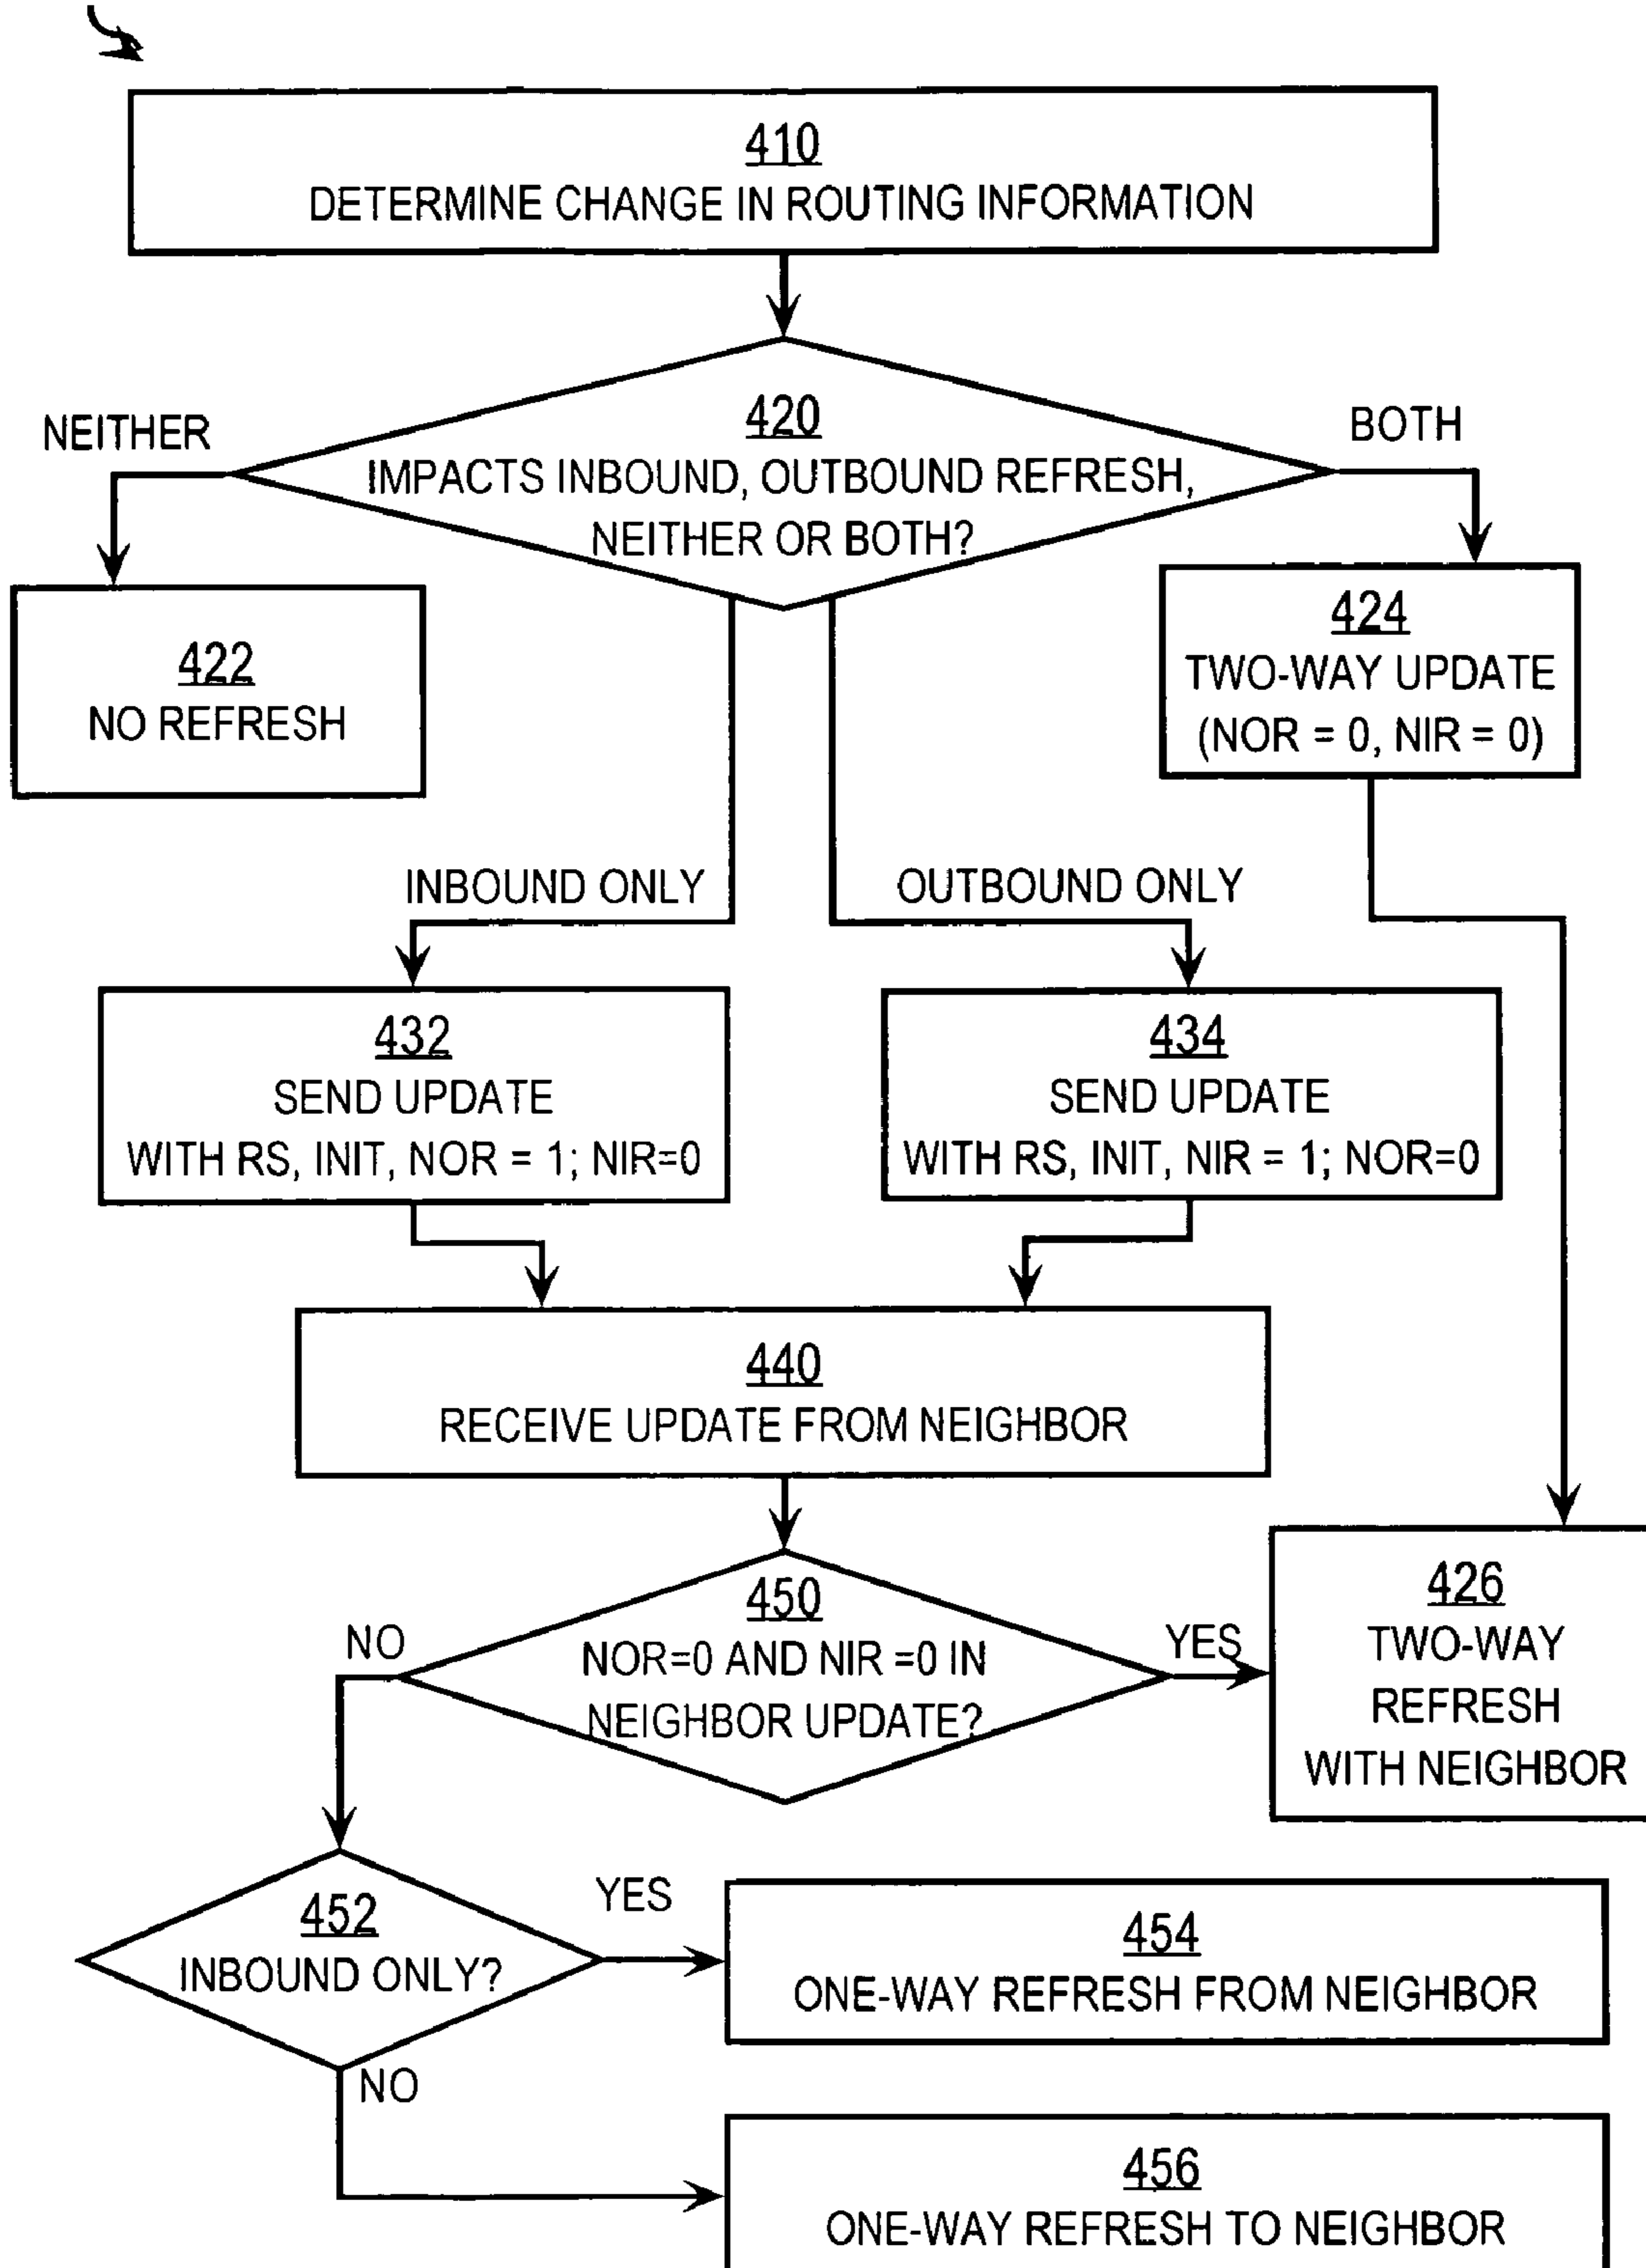 410
DETERMINE CHANGE IN ROUTING INFORMATION
420
IMPACTS INBOUND, OUTBOUND REFRESH,
NEITHER OR BOTH?
NEITHER
BOTH
422
NO REFRESH
424
TWO-WAY UPDATE
(NOR = 0, NIR = 0)
INBOUND ONLY
OUTBOUND ONLY
432
SEND UPDATE
WITH RS, INIT, NOR = 1; NIR=0
434
SEND UPDATE
WITH RS, INIT, NIR = 1; NOR=0
440
RECEIVE UPDATE FROM NEIGHBOR
450
NOR=0 AND NIR =0 IN
NEIGHBOR UPDATE?
NO
YES
426
TWO-WAY
REFRESH
WITH NEIGHBOR
452
INBOUND ONLY?
YES
454
ONE-WAY REFRESH FROM NEIGHBOR
NO
456
ONE-WAY REFRESH TO NEIGHBOR